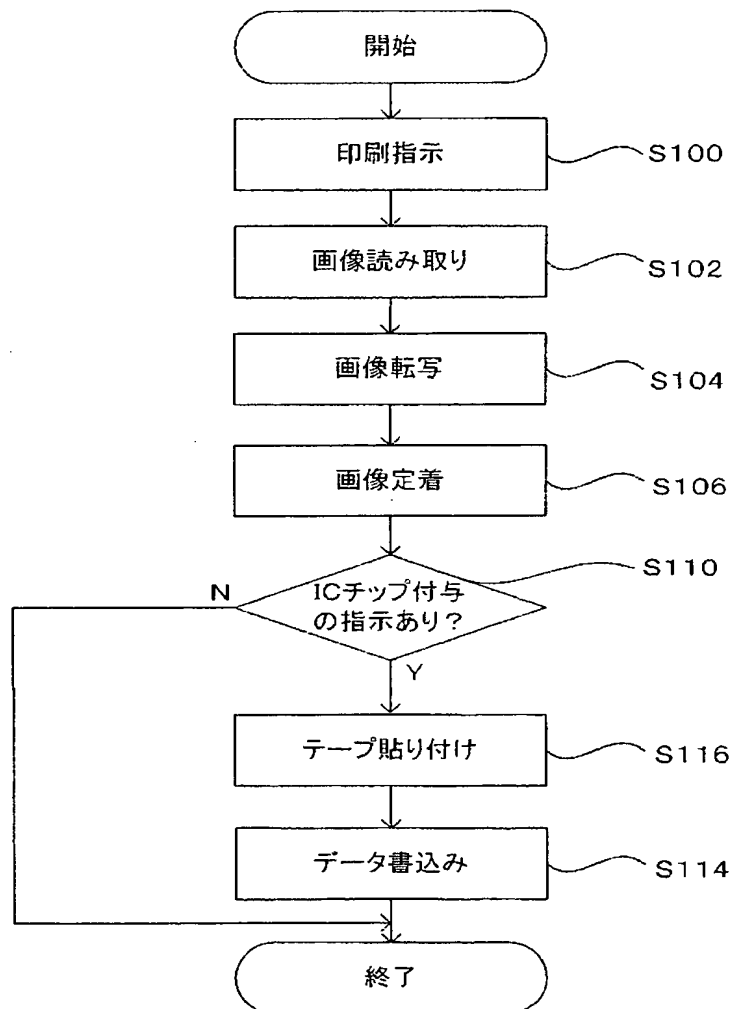 開始
印刷指示
S100
画像読み取り
S102
画像転写
S104
画像定着
S106
S110
N
ICチップ付与
の指示あり?
Y
テープ貼り付け
S116
データ書込み
S114
終了